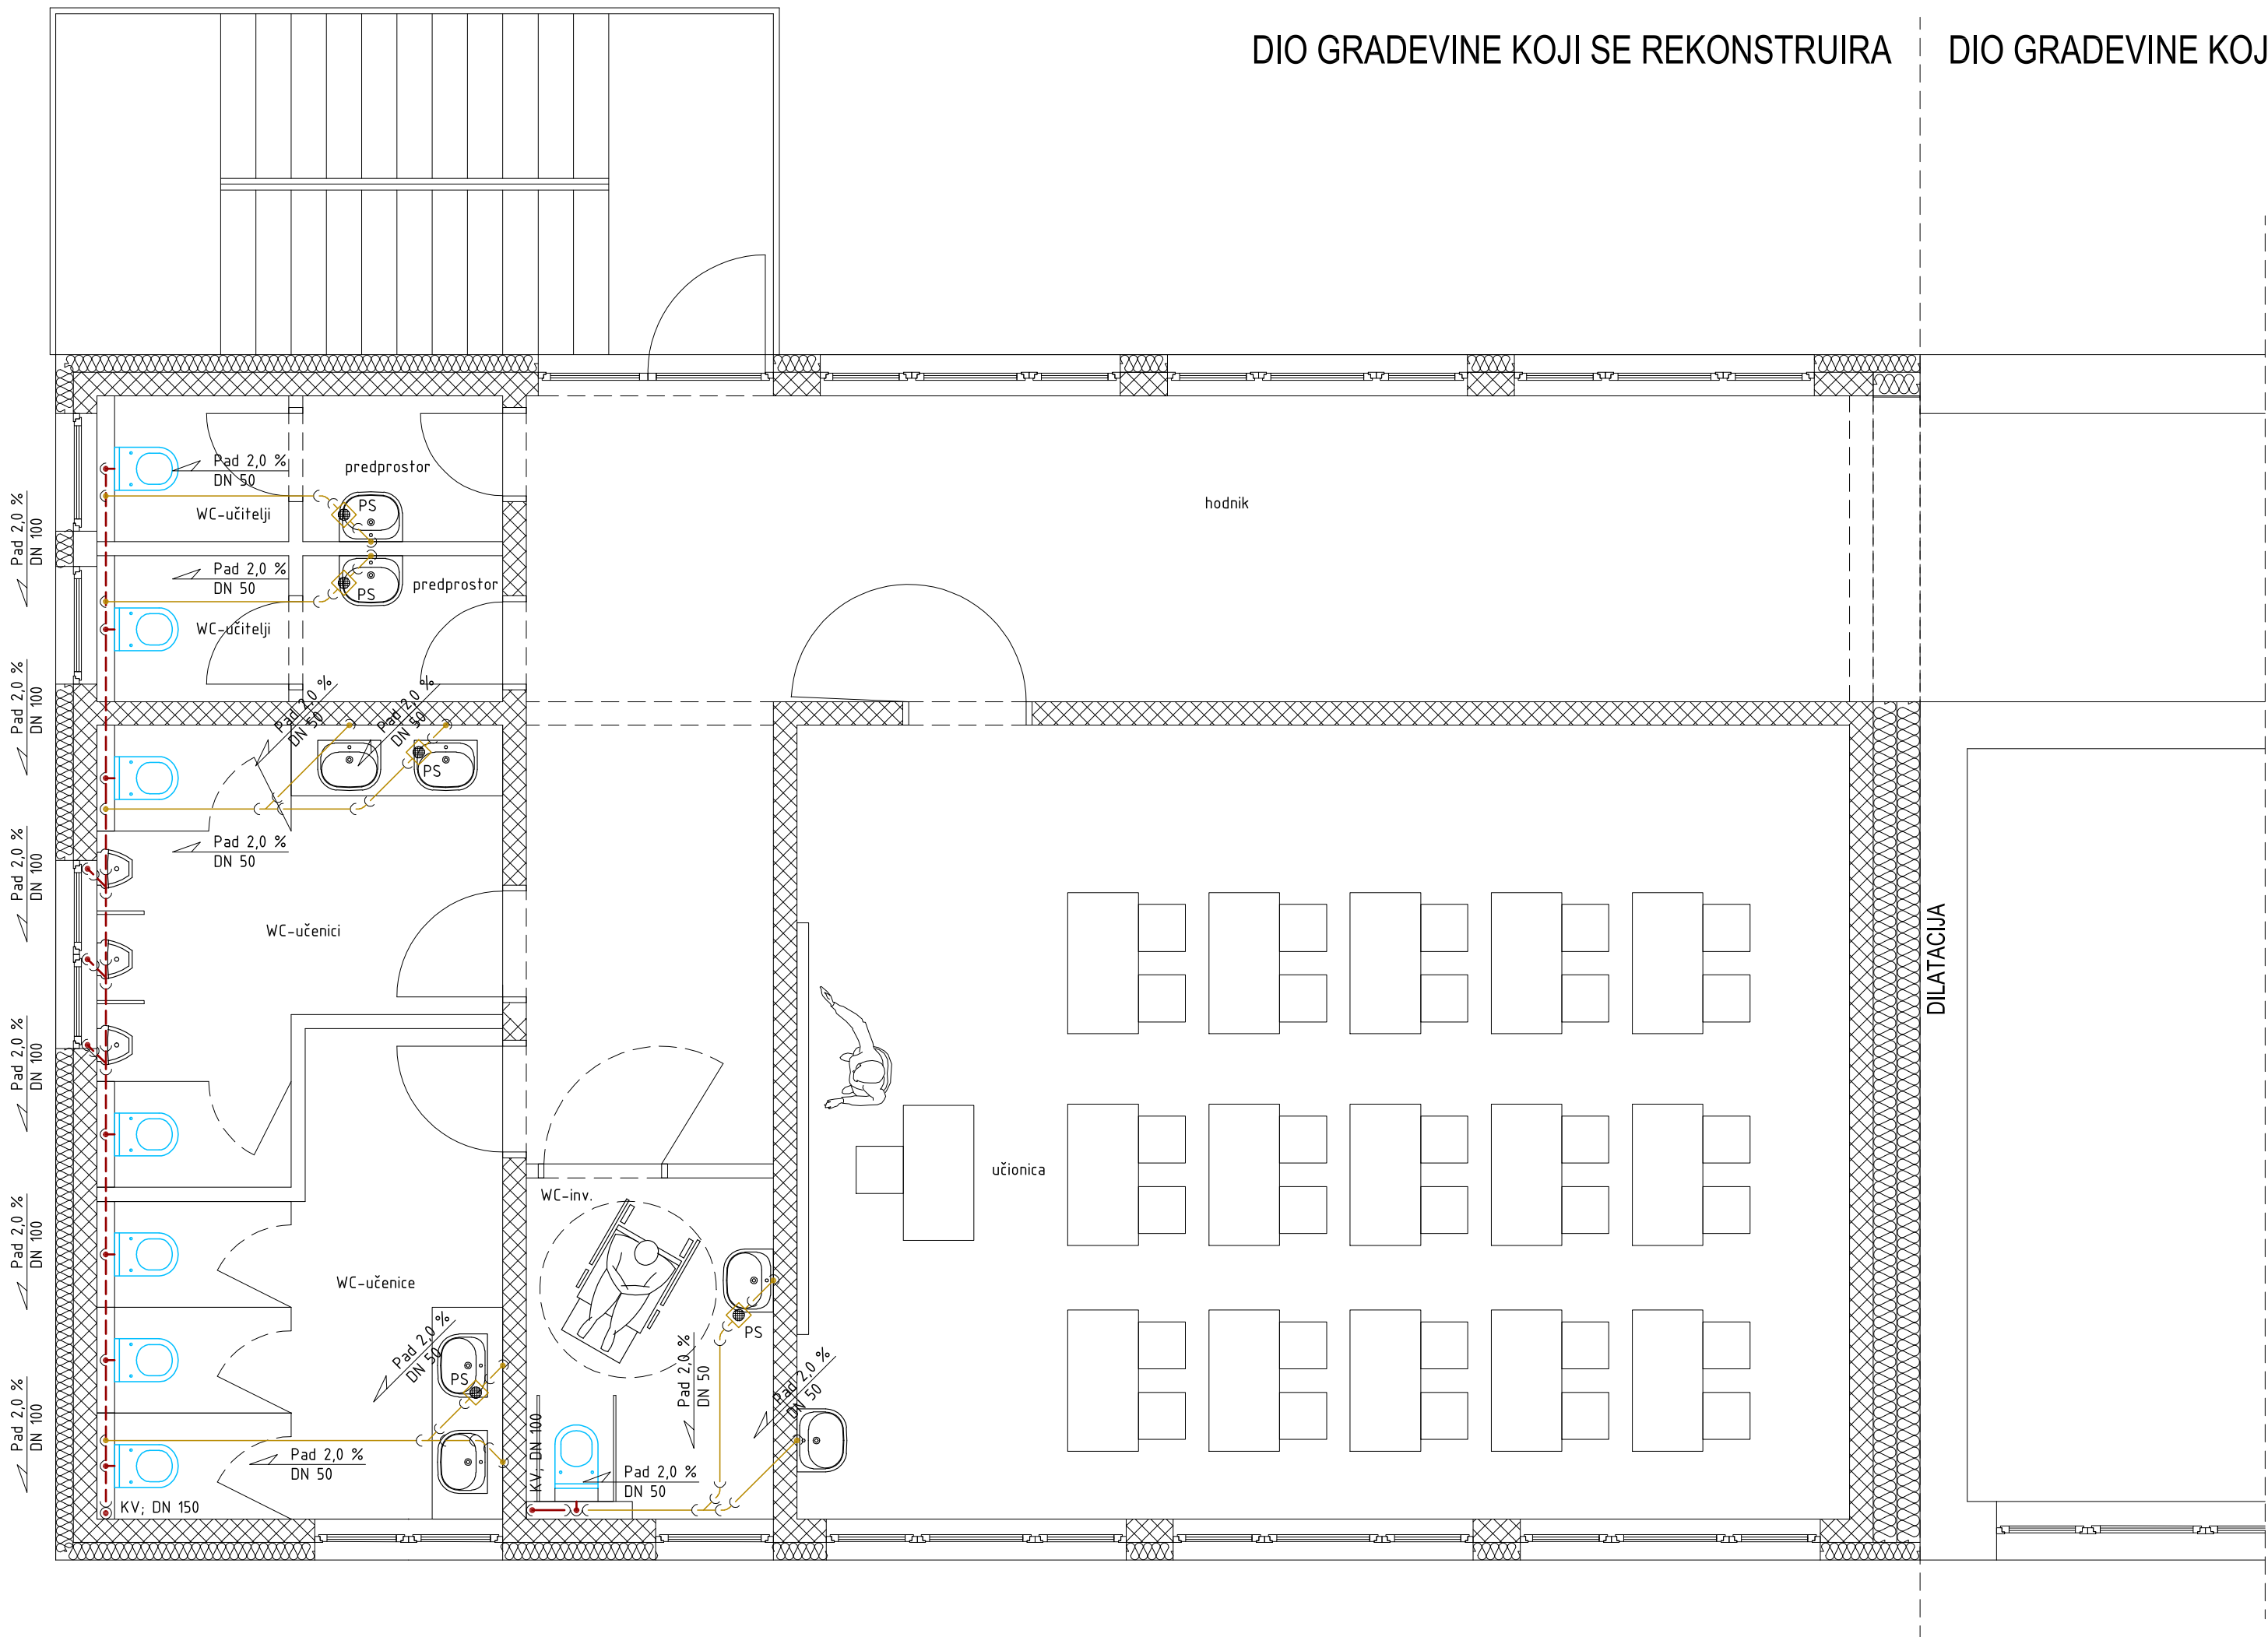 DIO GRADEVINE KOJI SE REKONSTRUIRA
DIO GRADEVINE KOJ
Pad 2,0 %
DN 50
predprostor
PS
WC-učitelji
hodnik
Pad 2,0 %
DN 100
Pad 2,0 %
DN 50
PS
predprostor
WC-učitelji
Pad 2,0 %
DN 100
Pad 2,0 %
DN 50
Pad 2,0 %
DN 50
PS
Pad 2,0 %
DN 50
Pad 2,0 %
DN 100
WC-učenici
DILATACIJA
Pad 2,0 %
DN 100
učionica
WC-inv.
Pad 2,0 %
DN 100
WC-učenice
PS
Pad 2,0 %
DN 50
PS
Pad 2,0 %
DN 50
Pad 2,0 %
DN 50
Pad 2,0 %
DN 100
Pad 2,0 %
DN 50
KV; DN 100
Pad 2,0 %
DN 50
KV; DN 150